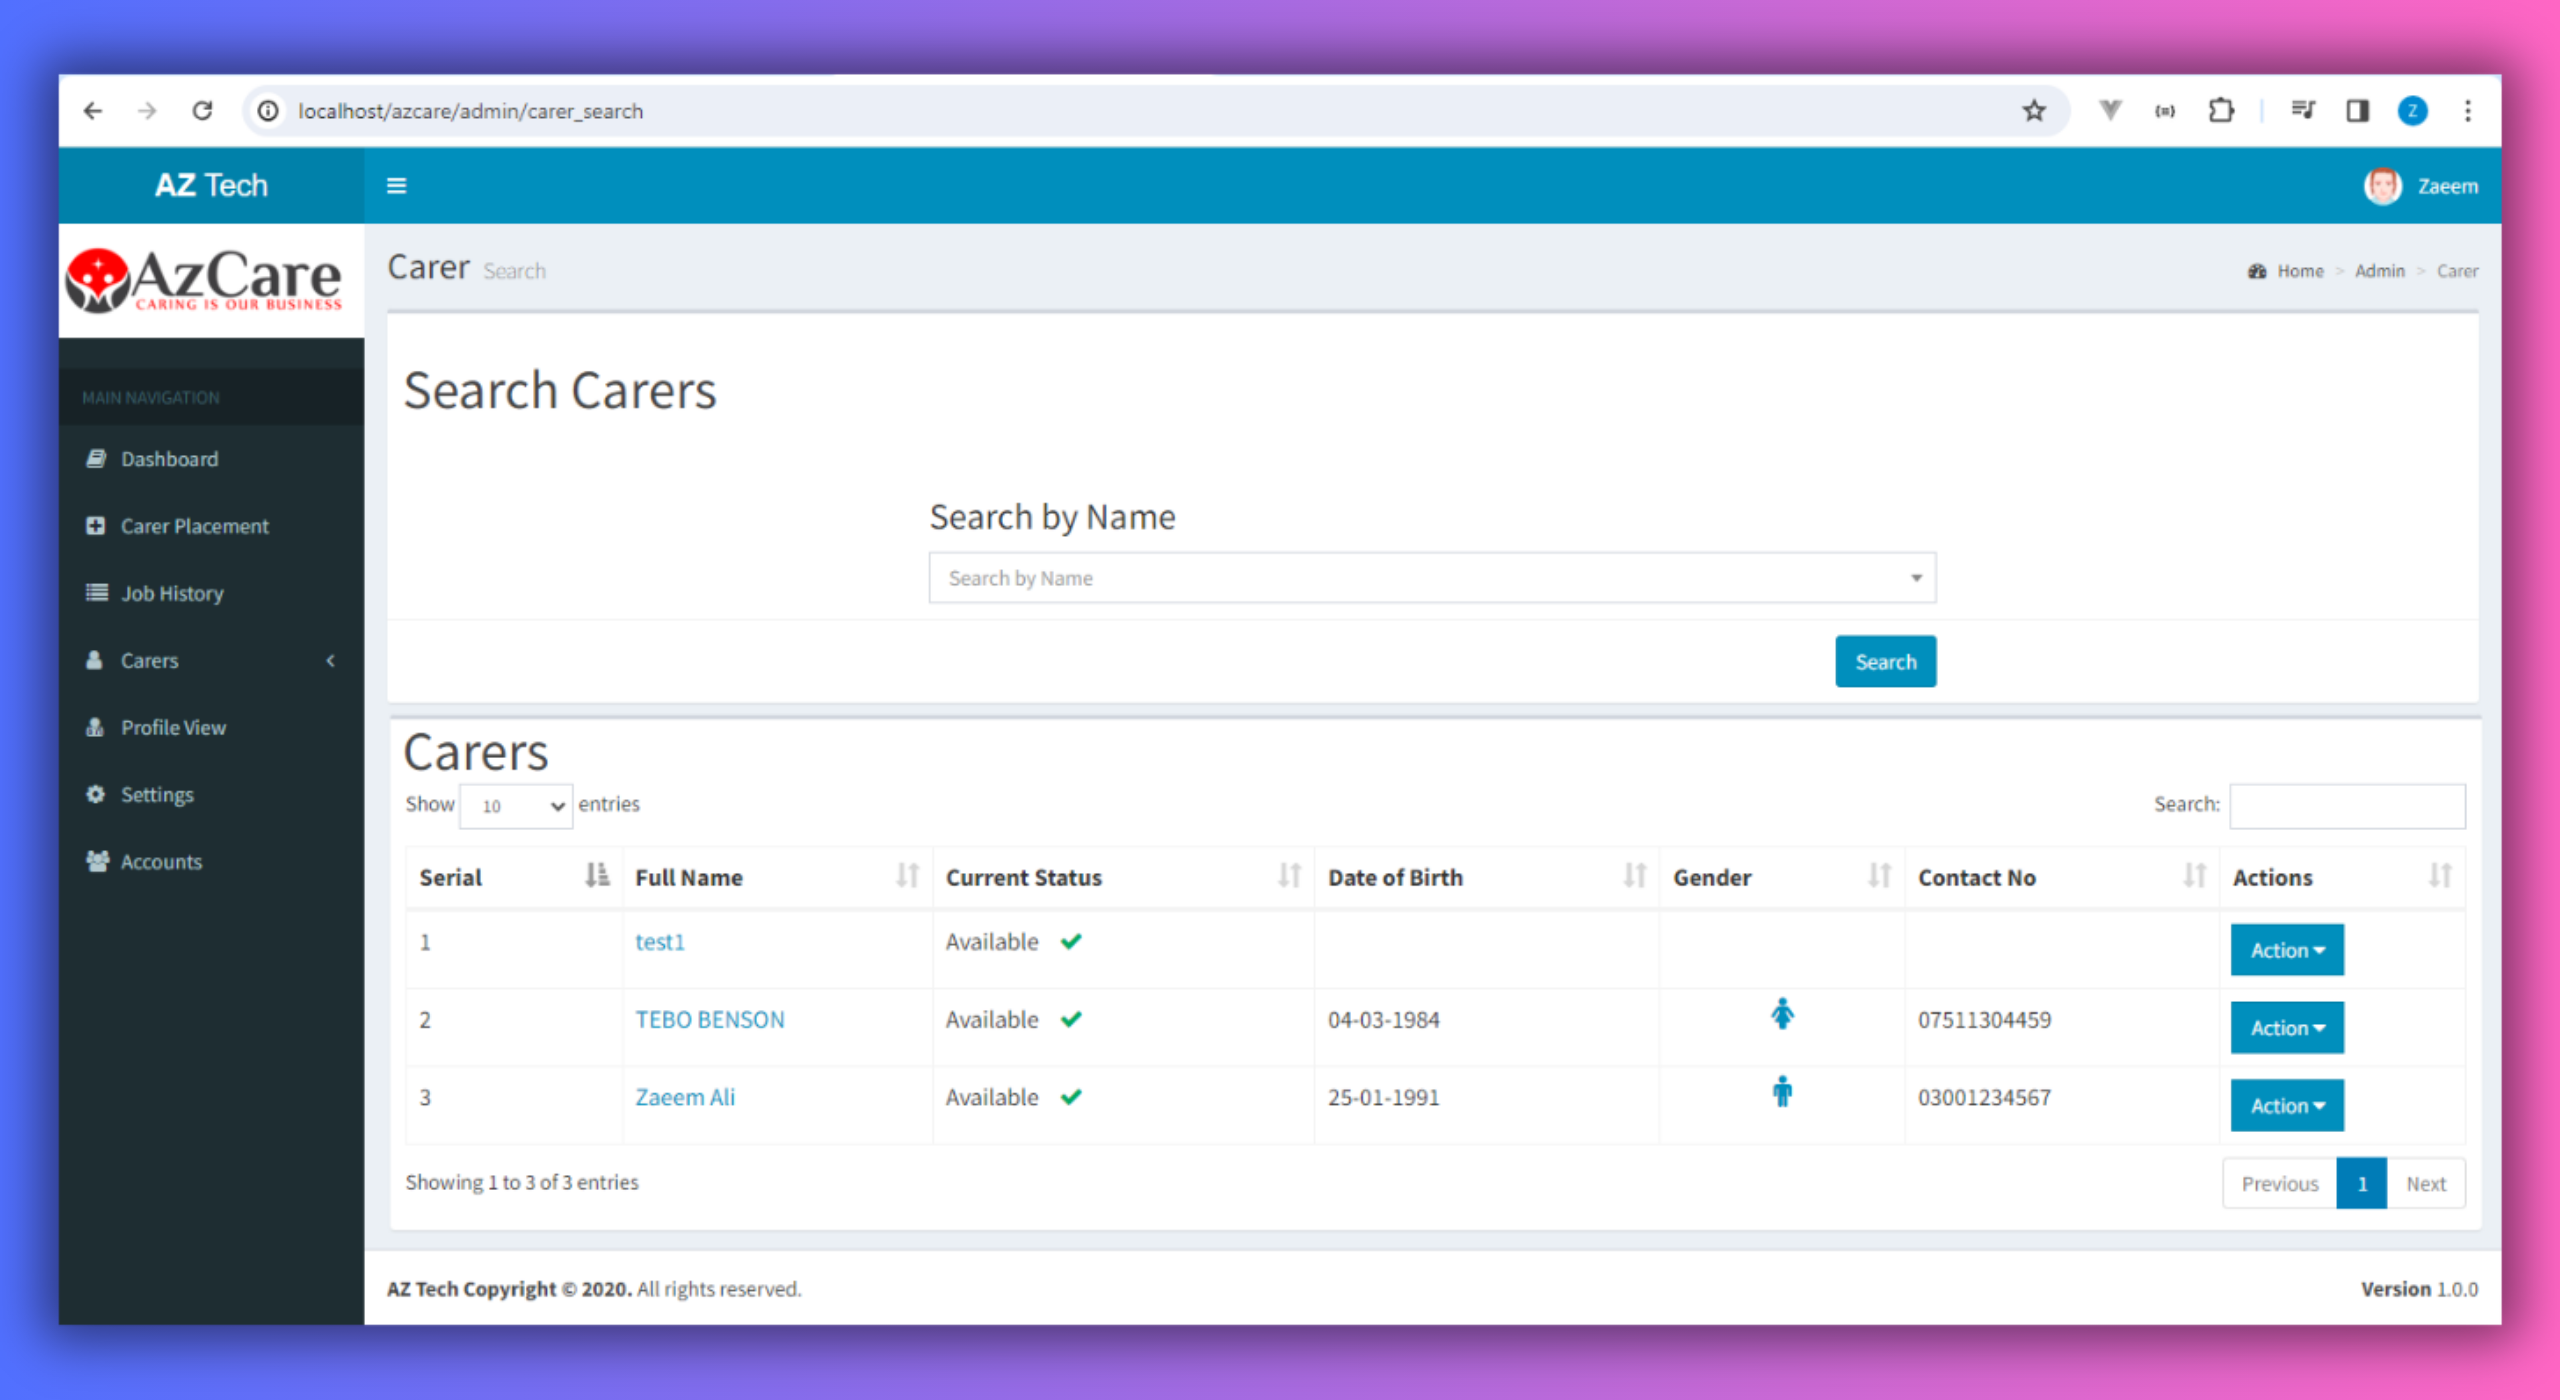 localhost/azcare/admin/carer_search
Z
AZ Tech
Zaeem
AzCare
CARING IS OUR BUSINESS
Carer Search
Home > Admin > Carer
MAIN NAVIGATION
Dashboard
Carer Placement
Job History
Carers
Profile View
Settings
Accounts
Search Carers
Search by Name
Search by Name
Search
Carers
Show 10 entries
Search:
Serial Full Name Current Status Date of Birth Gender Contact No Actions
1 test1 Available Action
2 TEBO BENSON Available 04-03-1984 07511304459 Action
3 Zaeem Ali Available 25-01-1991 03001234567 Action
Showing 1 to 3 of 3 entries
Previous 1 Next
AZ Tech Copyright © 2020. All rights reserved.
Version 1.0.0